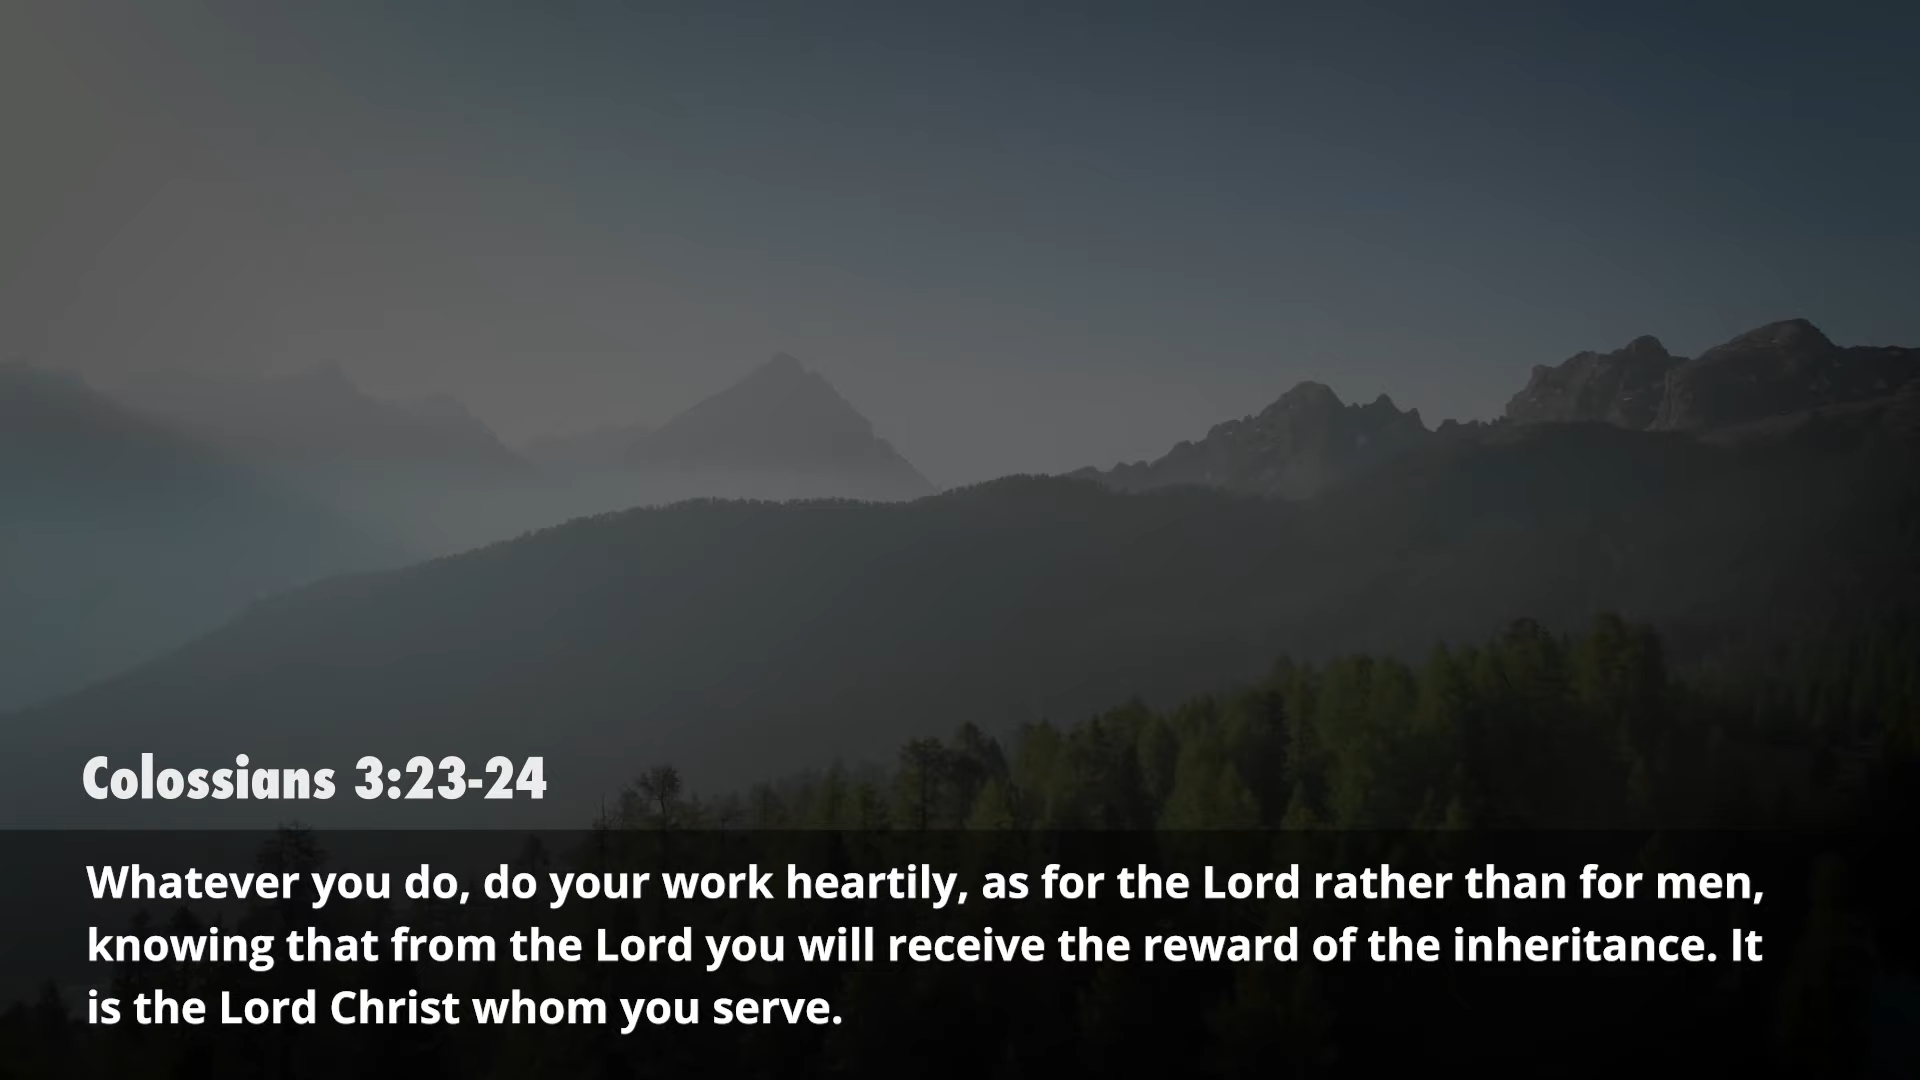 Colossians 3:23-24
Whatever you do, do your work heartily, as for the Lord rather than for men,
knowing that from the Lord you will receive the reward of the inheritance. It
is the Lord Christ whom you serve.